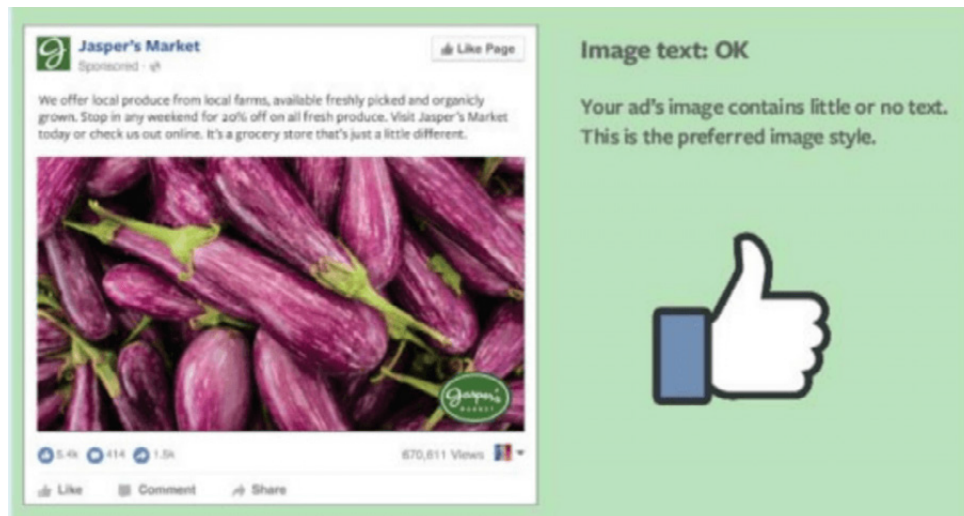 Jasper's Market
Sponsored ·
Like Page
We offer local produce from local farms, available freshly picked and organicly
grown. Stop in any weekend for 20% off on all fresh produce. Visit Jasper's Market
today or check us out online. It's a grocery store that's just a little different.
Jasper's
MARKET
5.4k 414 1.5k
670,611 Views
Like Comment Share
Image text: OK
Your ad's image contains little or no text.
This is the preferred image style.